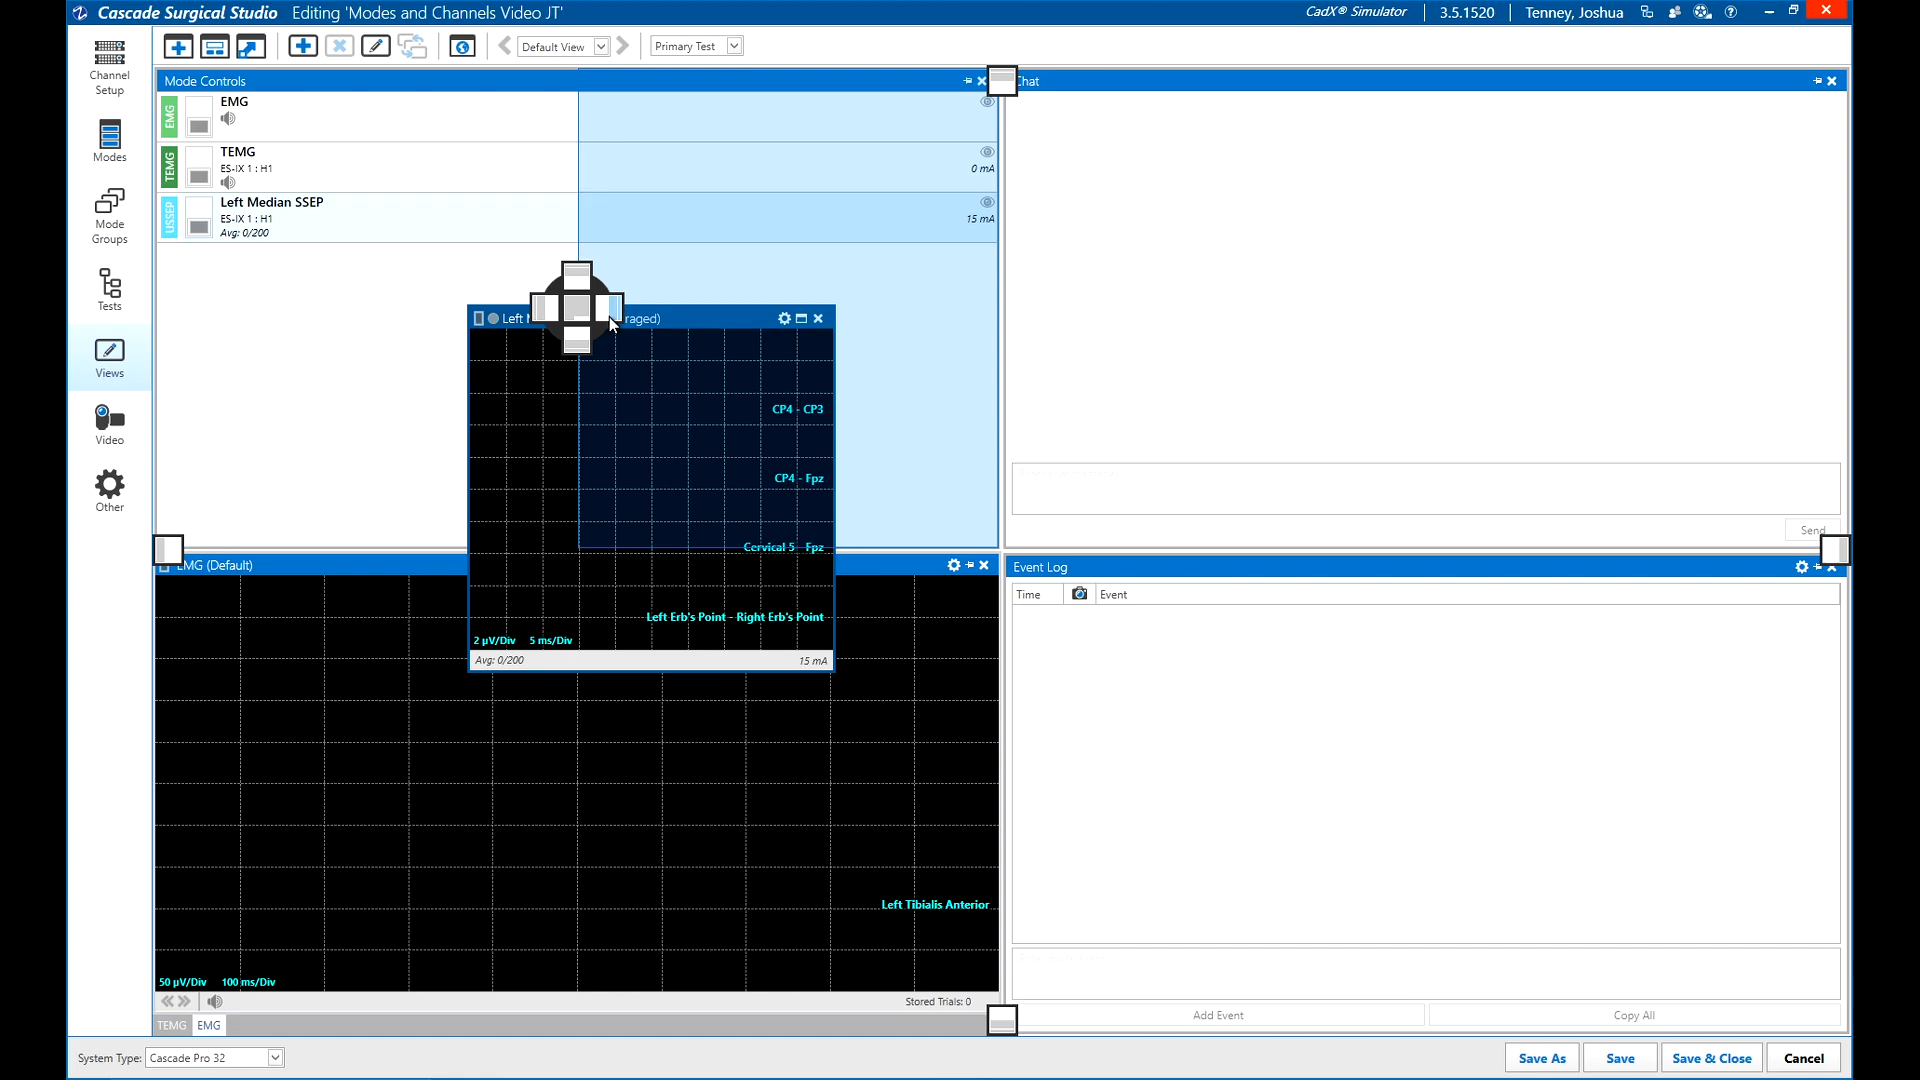 Cascade Surgical Studio Editing 'Modes and Channels Video JT' CadX® Simulator 3.5.1520 Tenney, Joshua
Channel
Setup
Modes
Mode
Groups
Tests
Views
Video
Other
Default View
Primary Test
Mode Controls
EMG
EMG
TEMG
TEMG
ES-IX 1 : H1
0 mA
USSEP
Left Median SSEP
ES-IX 1 : H1
15 mA
Avg: 0/200
Left
raged)
CP4 - CP3
CP4 - Fpz
Cervical 5 - Fpz
Left Erb's Point - Right Erb's Point
2 µV/Div 5 ms/Div
Avg: 0/200 15 mA
EMG (Default)
Left Tibialis Anterior
50 µV/Div 100 ms/Div
Stored Trials: 0
TEMG EMG
Chat
Send
Event Log
Time Event
Add Event Copy All
System Type: Cascade Pro 32
Save As Save Save & Close Cancel